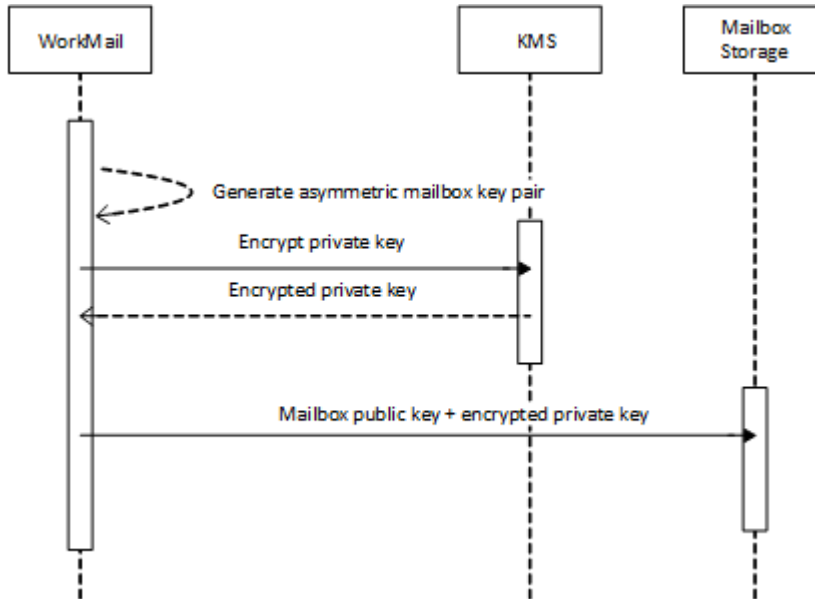 WorkMail
KMS
Mailbox
Storage
Generate asymmetric mailbox key pair
Encrypt private key
Encrypted private key
Mailbox public key + encrypted private key